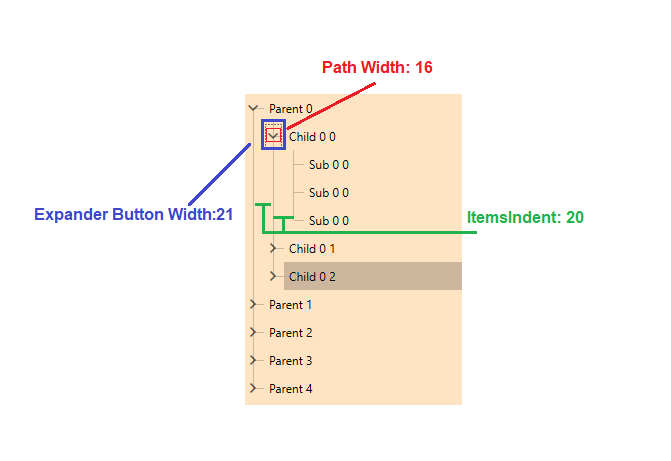 Path Width: 16
Parent 0
Child 0 0
Sub 0 0
Sub 0 0
Expander Button Width:21
Sub 0 0
ItemsIndent: 20
Child 0 1
Child 0 2
Parent 1
Parent 2
Parent 3
Parent 4